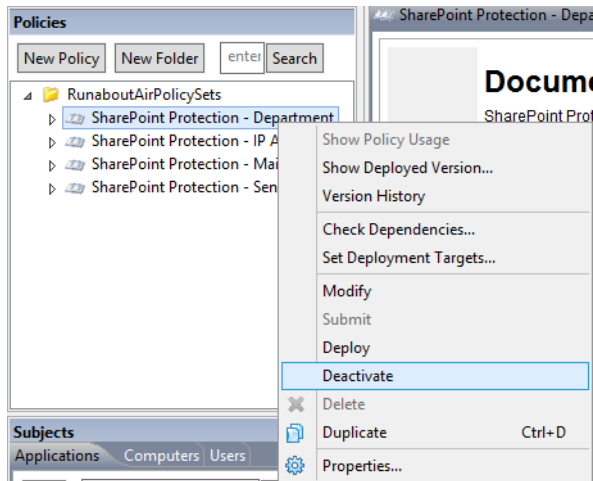 Policies
New Policy New Folder enter Search
RunaboutAirPolicySets
SharePoint Protection - Department
SharePoint Protection - IP A
SharePoint Protection - Mai
SharePoint Protection - Sen
SharePoint Protection - Depa
Docume
SharePoint Prot
Show Policy Usage
Show Deployed Version...
Version History
Check Dependencies...
Set Deployment Targets...
Modify
Submit
Deploy
Deactivate
Delete
Duplicate Ctrl+D
Properties...
Subjects
Applications Computers Users